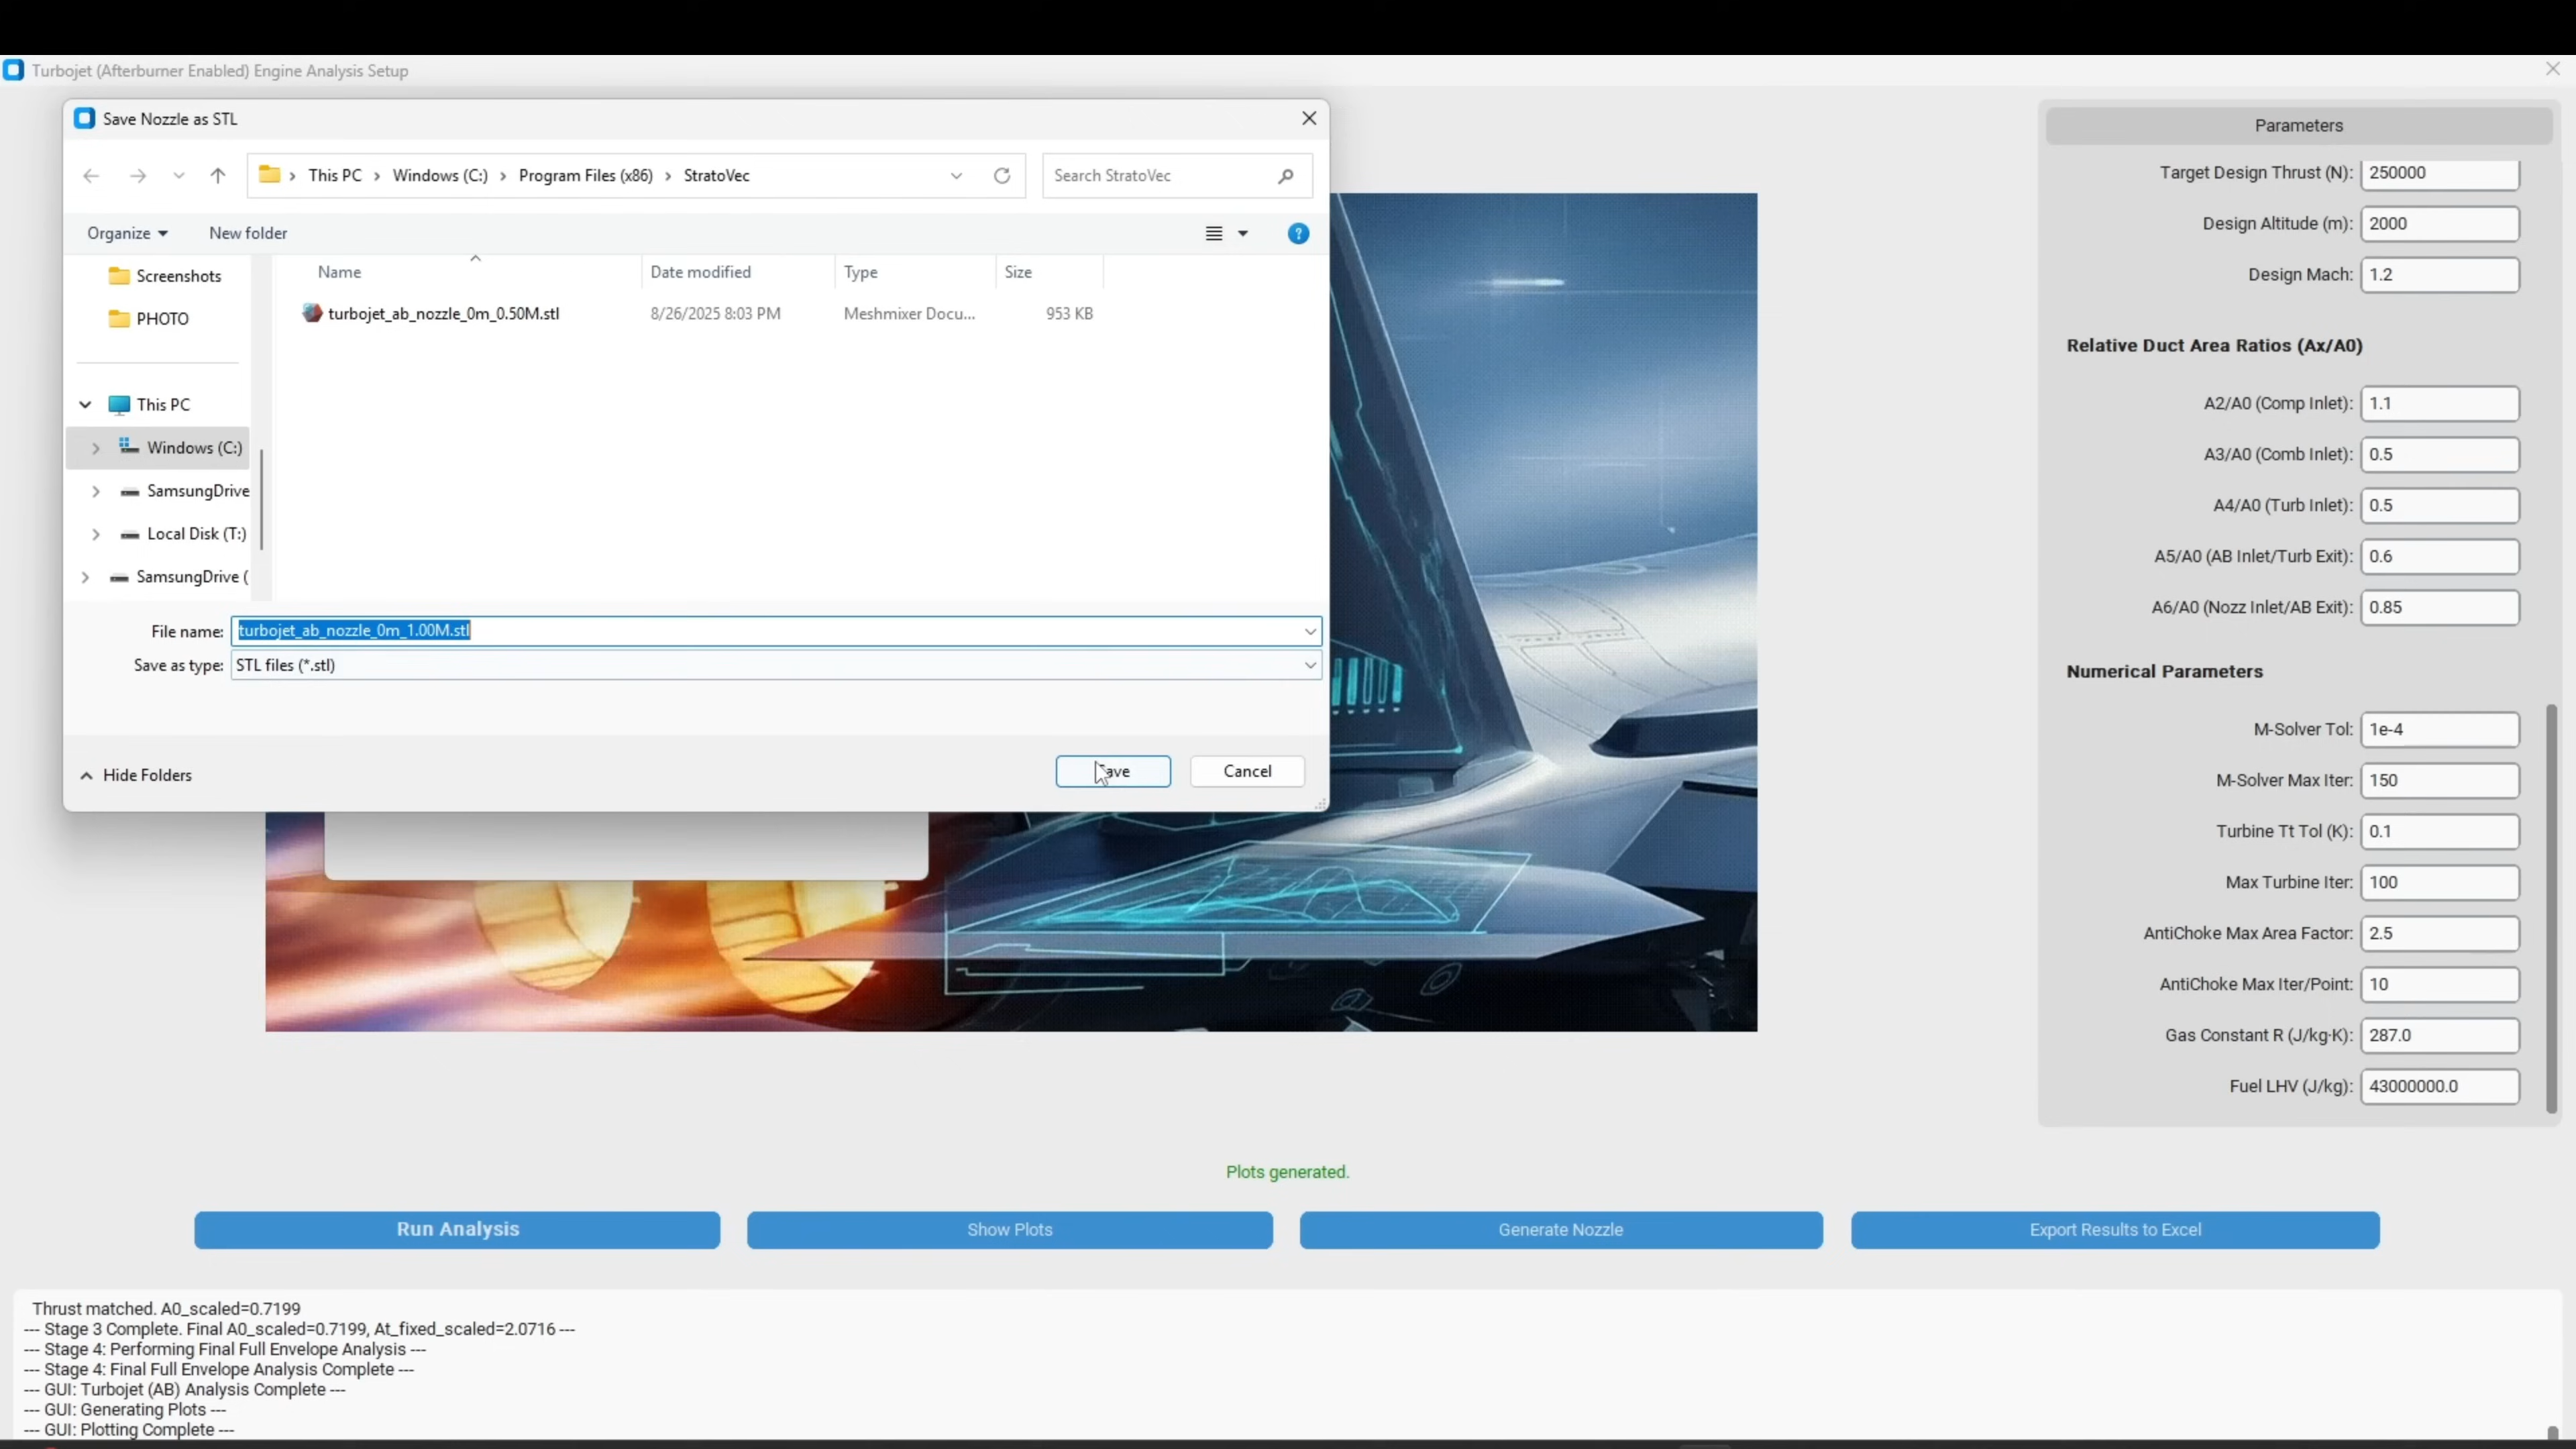 Turbojet (Afterburner Enabled) Engine Analysis Setup
Save Nozzle as STL
This PC > Windows (C:) > Program Files (x86) > StratoVec
Search StratoVec
Organize
New folder
Screenshots
PHOTO
This PC
Windows (C:)
SamsungDrive
Local Disk (T:)
SamsungDrive (
Name Date modified Type Size
turbojet_ab_nozzle_0m_0.50M.stl 8/26/2025 8:03 PM Meshmixer Docu... 953 KB
File name: turbojet_ab_nozzle_0m_1.00M.stl
Save as type: STL files (*.stl)
Hide Folders
Cancel
Parameters
Target Design Thrust (N): 250000
Design Altitude (m): 2000
Design Mach: 1.2
Relative Duct Area Ratios (Ax/A0)
A2/A0 (Comp Inlet): 1.1
A3/A0 (Comb Inlet): 0.5
A4/A0 (Turb Inlet): 0.5
A5/A0 (AB Inlet/Turb Exit): 0.6
A6/A0 (Nozz Inlet/AB Exit): 0.85
Numerical Parameters
M-Solver Tol: 1e-4
M-Solver Max Iter: 150
Turbine Tt Tol (K): 0.1
Max Turbine Iter: 100
AntiChoke Max Area Factor: 2.5
AntiChoke Max Iter/Point: 10
Gas Constant R (J/kg·K): 287.0
Fuel LHV (J/kg): 43000000.0
Plots generated.
Run Analysis
Show Plots
Generate Nozzle
Export Results to Excel
Thrust matched. A0_scaled=0.7199
--- Stage 3 Complete. Final A0_scaled=0.7199, At_fixed_scaled=2.0716 ---
--- Stage 4: Performing Final Full Envelope Analysis ---
--- Stage 4: Final Full Envelope Analysis Complete ---
--- GUI: Turbojet (AB) Analysis Complete ---
--- GUI: Generating Plots ---
--- GUI: Plotting Complete ---